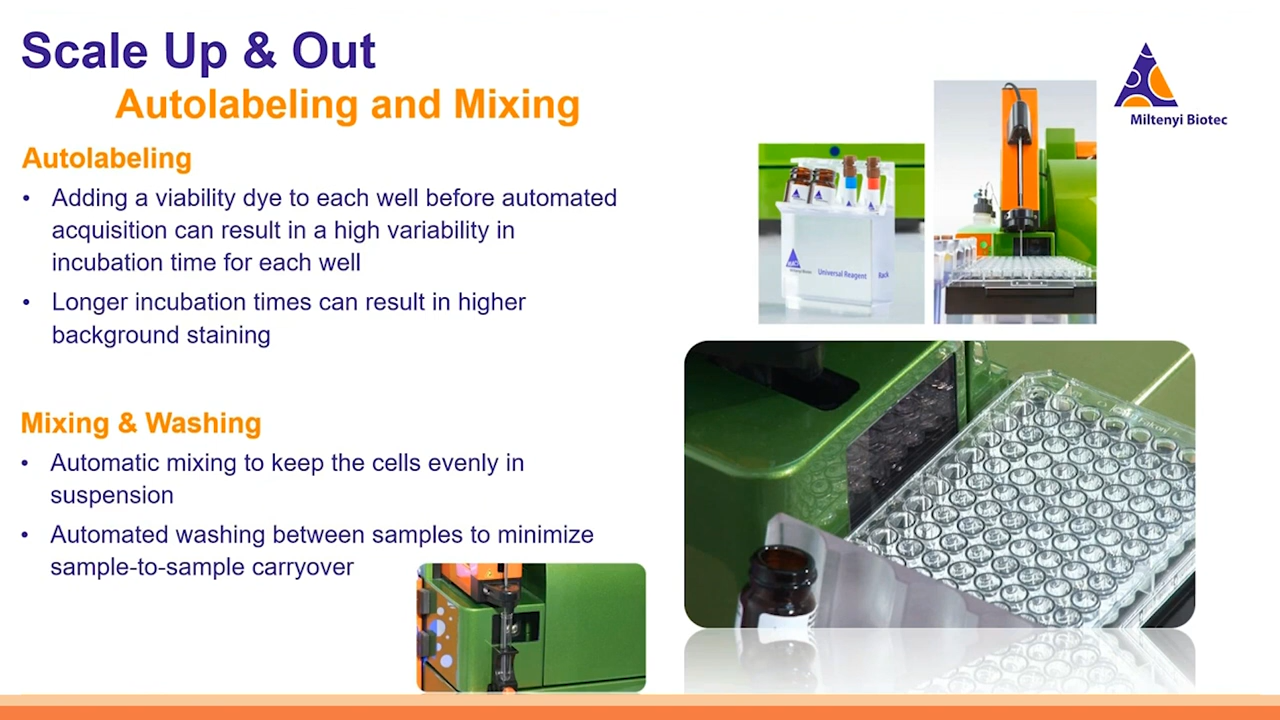 Scale Up & Out
Autolabeling and Mixing
Miltenyi Biotec
Autolabeling
• Adding a viability dye to each well before automated
acquisition can result in a high variability in
incubation time for each well
• Longer incubation times can result in higher
background staining
Universal Reagent Rack
Mixing & Washing
• Automatic mixing to keep the cells evenly in
suspension
• Automated washing between samples to minimize
sample-to-sample carryover